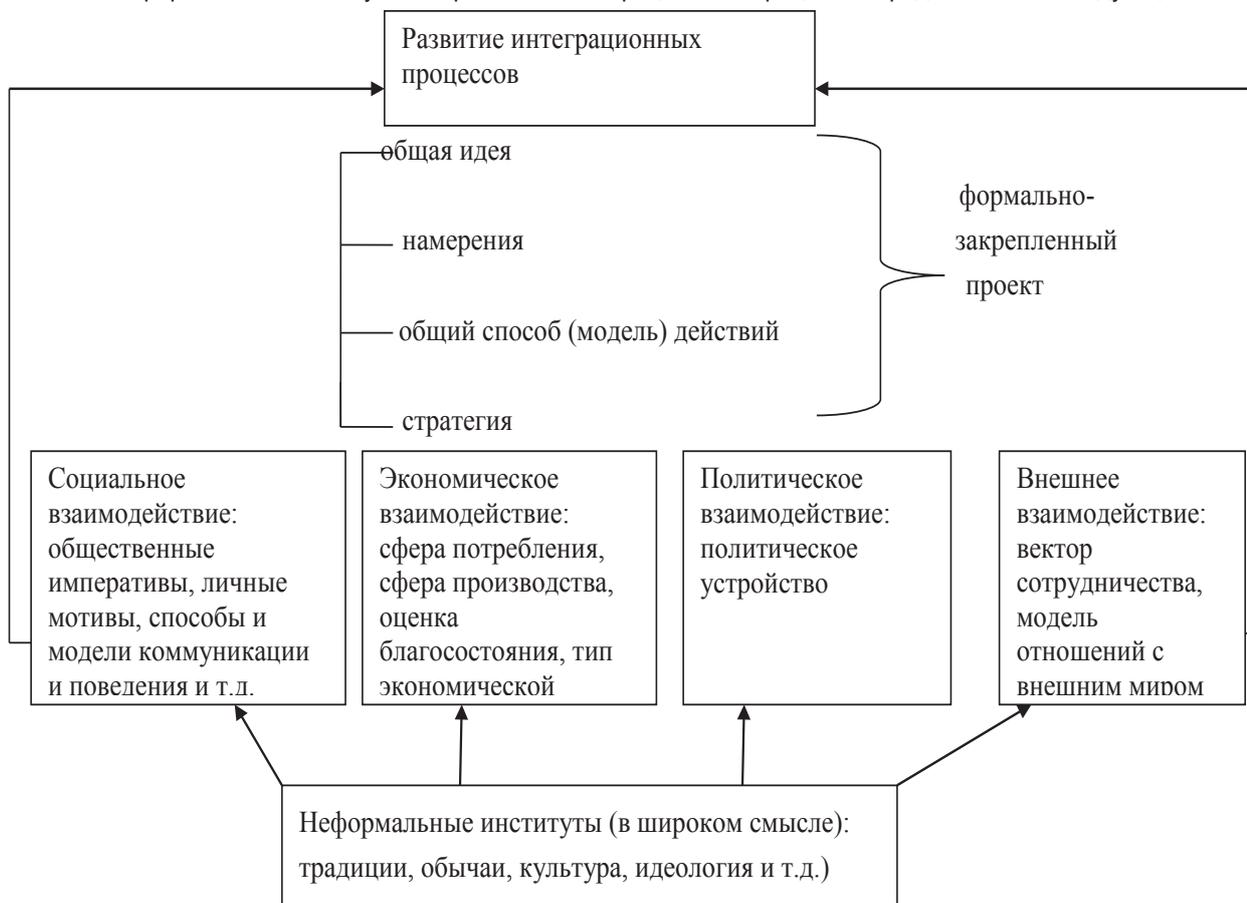 Развитие интеграционных
процессов
общая идея
намерения
общий способ (модель) действий
стратегия
формально-
закрепленный
проект
Социальное
взаимодействие:
общественные
императивы, личные
мотивы, способы и
модели коммуникации
и поведения и т.д.
Экономическое
взаимодействие:
сфера потребления,
сфера производства,
оценка
благосостояния, тип
экономической
Политическое
взаимодействие:
политическое
устройство
Внешнее
взаимодействие:
вектор
сотрудничества,
модель
отношений с
внешним миром
Неформальные институты (в широком смысле):
традиции, обычаи, культура, идеология и т.д.)